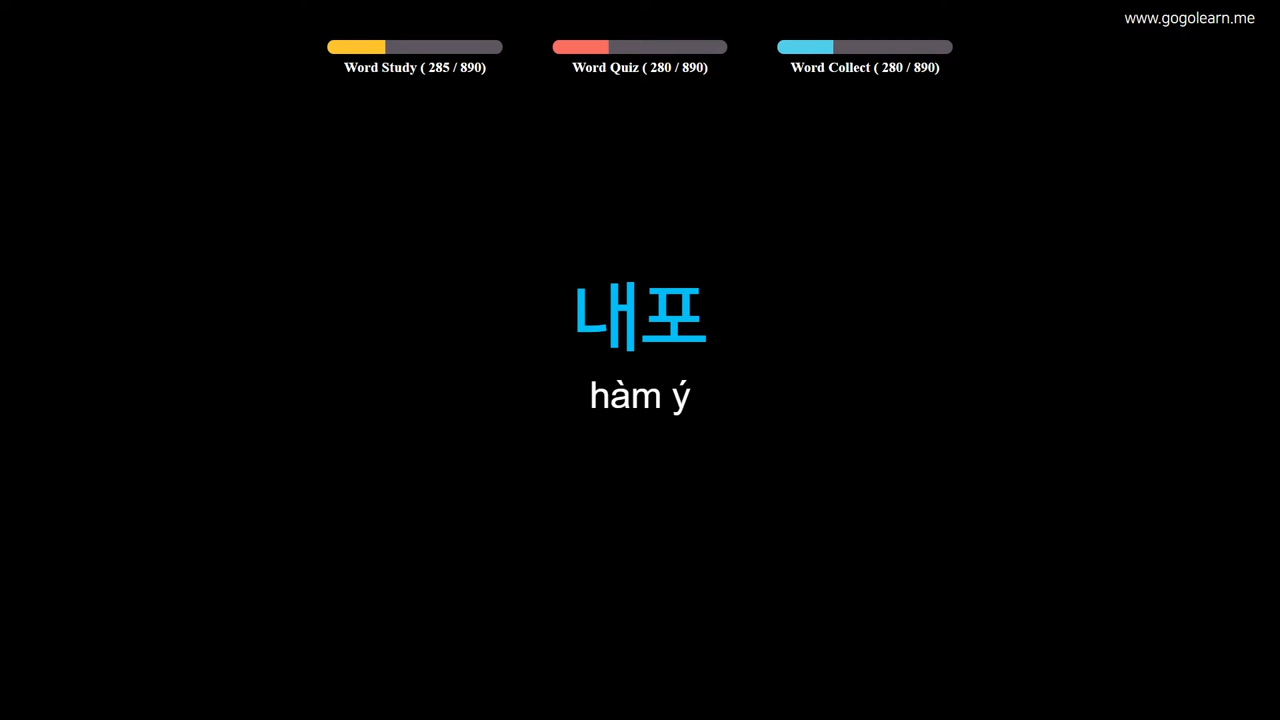 www.gogolearn.me
Word Study ( 285 / 890)
Word Quiz ( 280 / 890)
Word Collect ( 280 / 890)
내포
hàm ý